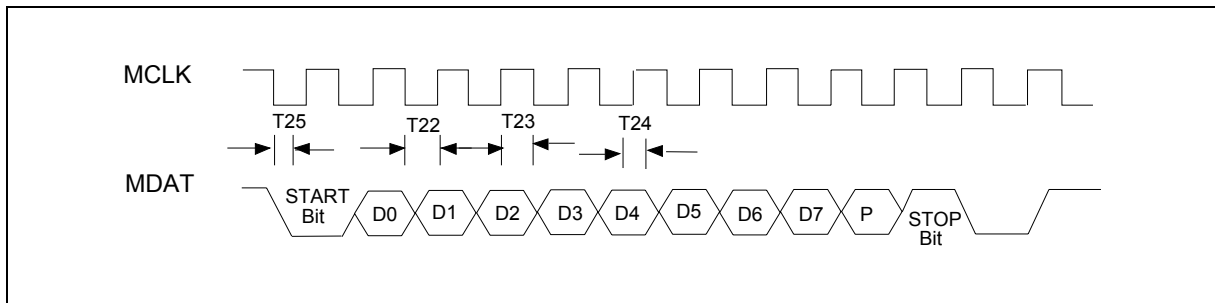 MCLK
T25
T22
T23
T24
MDAT
START
Bit
D0
D1
D2
D3
D4
D5
D6
D7
P
STOP
Bit